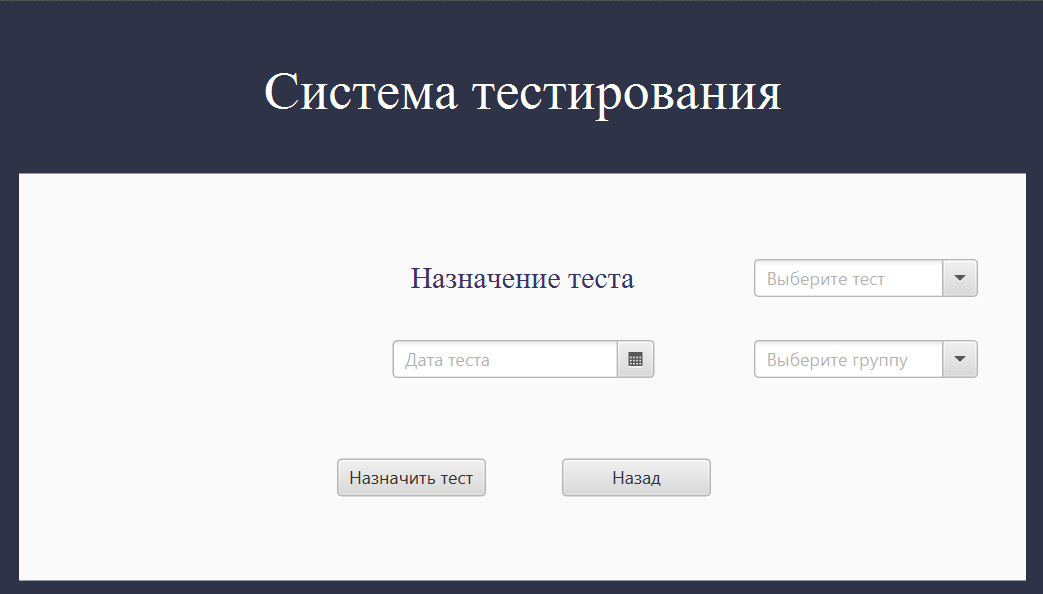 Система тестирования
Назначение теста
Выберите тест
Дата теста
Выберите группу
Назначить тест
Назад